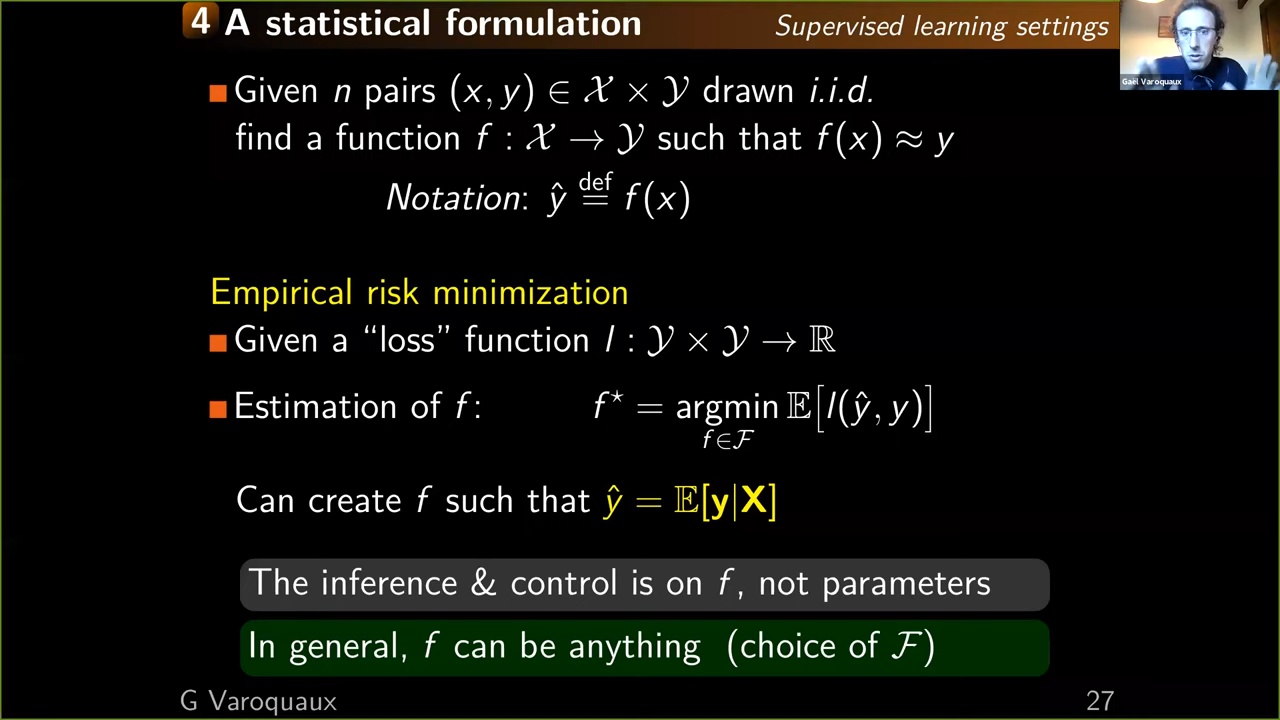 4 A statistical formulation
Supervised learning settings
Gaël Varoquaux
Given n pairs (x, y) ∈ 𝒳 × 𝒴 drawn i.i.d.
find a function f : 𝒳 → 𝒴 such that f(x) ≈ y
Notation: ŷ ≝ f(x)
Empirical risk minimization
Given a “loss” function l : 𝒴 × 𝒴 → ℝ
Estimation of f: f⋆ = argmin 𝔼[l(ŷ, y)]
f∈ℱ
Can create f such that ŷ = 𝔼[y|X]
The inference & control is on f, not parameters
In general, f can be anything (choice of ℱ)
G Varoquaux
27